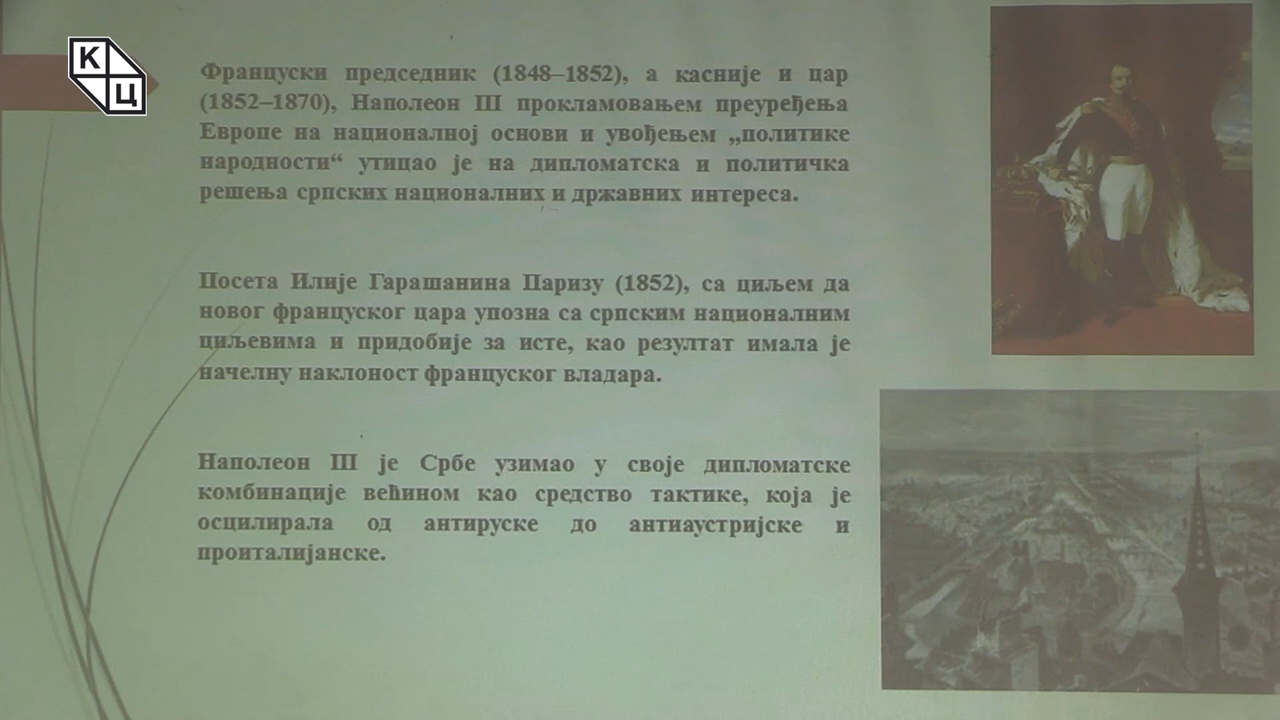 КЦ
Француски председник (1848–1852), а касније и цар
(1852–1870), Наполеон III прокламовањем преуређења
Европе на националној основи и увођењем „политике
народности“ утицао је на дипломатска и политичка
решења српских националних и државних интереса.
Посета Илије Гарашанина Паризу (1852), са циљем да
новог француског цара упозна са српским националним
циљевима и придобије за исте, као резултат имала је
начелну наклоност француског владара.
Наполеон III је Србе узимао у своје дипломатске
комбинације већином као средство тактике, која је
осцилирала од антируске до антиаустријске и
проиталијанске.